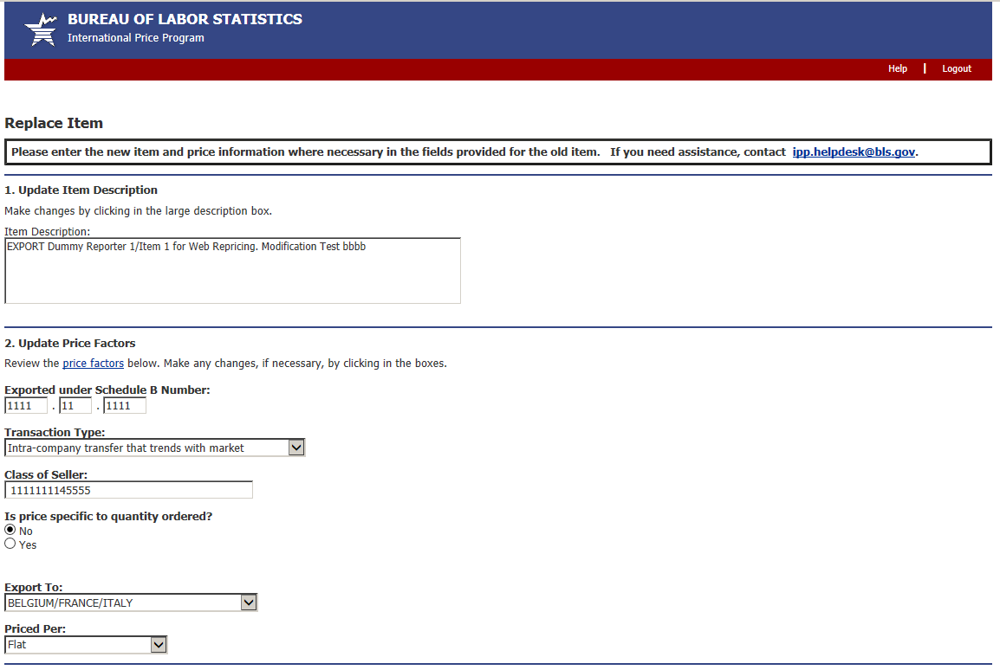 BUREAU OF LABOR STATISTICS
International Price Program
Help | Logout
Replace Item
Please enter the new item and price information where necessary in the fields provided for the old item. If you need assistance, contact ipp.helpdesk@bls.gov.
1. Update Item Description
Make changes by clicking in the large description box.
Item Description:
EXPORT Dummy Reporter 1/Item 1 for Web Repricing. Modification Test bbbb
2. Update Price Factors
Review the price factors below. Make any changes, if necessary, by clicking in the boxes.
Exported under Schedule B Number:
1111 . 11 . 1111
Transaction Type:
Intra-company transfer that trends with market
Class of Seller:
1111111145555
Is price specific to quantity ordered?
No
Yes
Export To:
BELGIUM/FRANCE/ITALY
Priced Per:
Flat